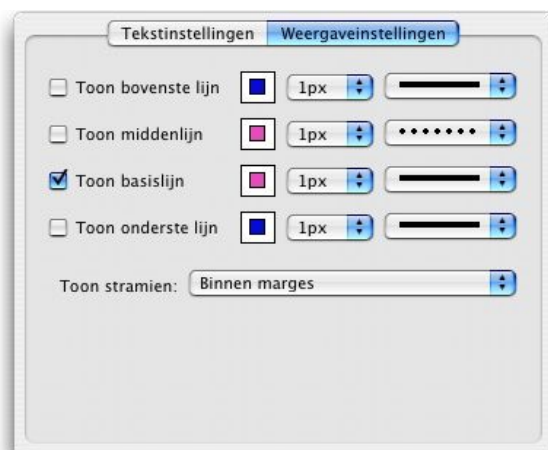 Tekstinstellingen Weergaveinstellingen
Toon bovenste lijn 1px
Toon middenlijn 1px
Toon basislijn 1px
Toon onderste lijn 1px
Toon stramien: Binnen marges